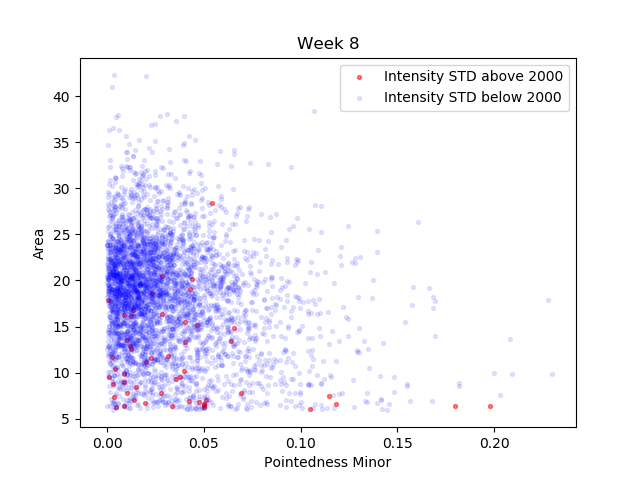 Week 8
Intensity STD above 2000
Intensity STD below 2000
40
35
30
25
20
15
10
5
Area
0.00 0.05 0.10 0.15 0.20
Pointedness Minor